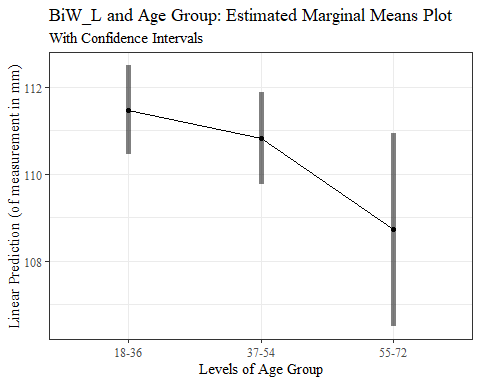 BiW_L and Age Group: Estimated Marginal Means Plot
With Confidence Intervals
Linear Prediction (of measurement in mm)
112
110
108
18-36
37-54
55-72
Levels of Age Group